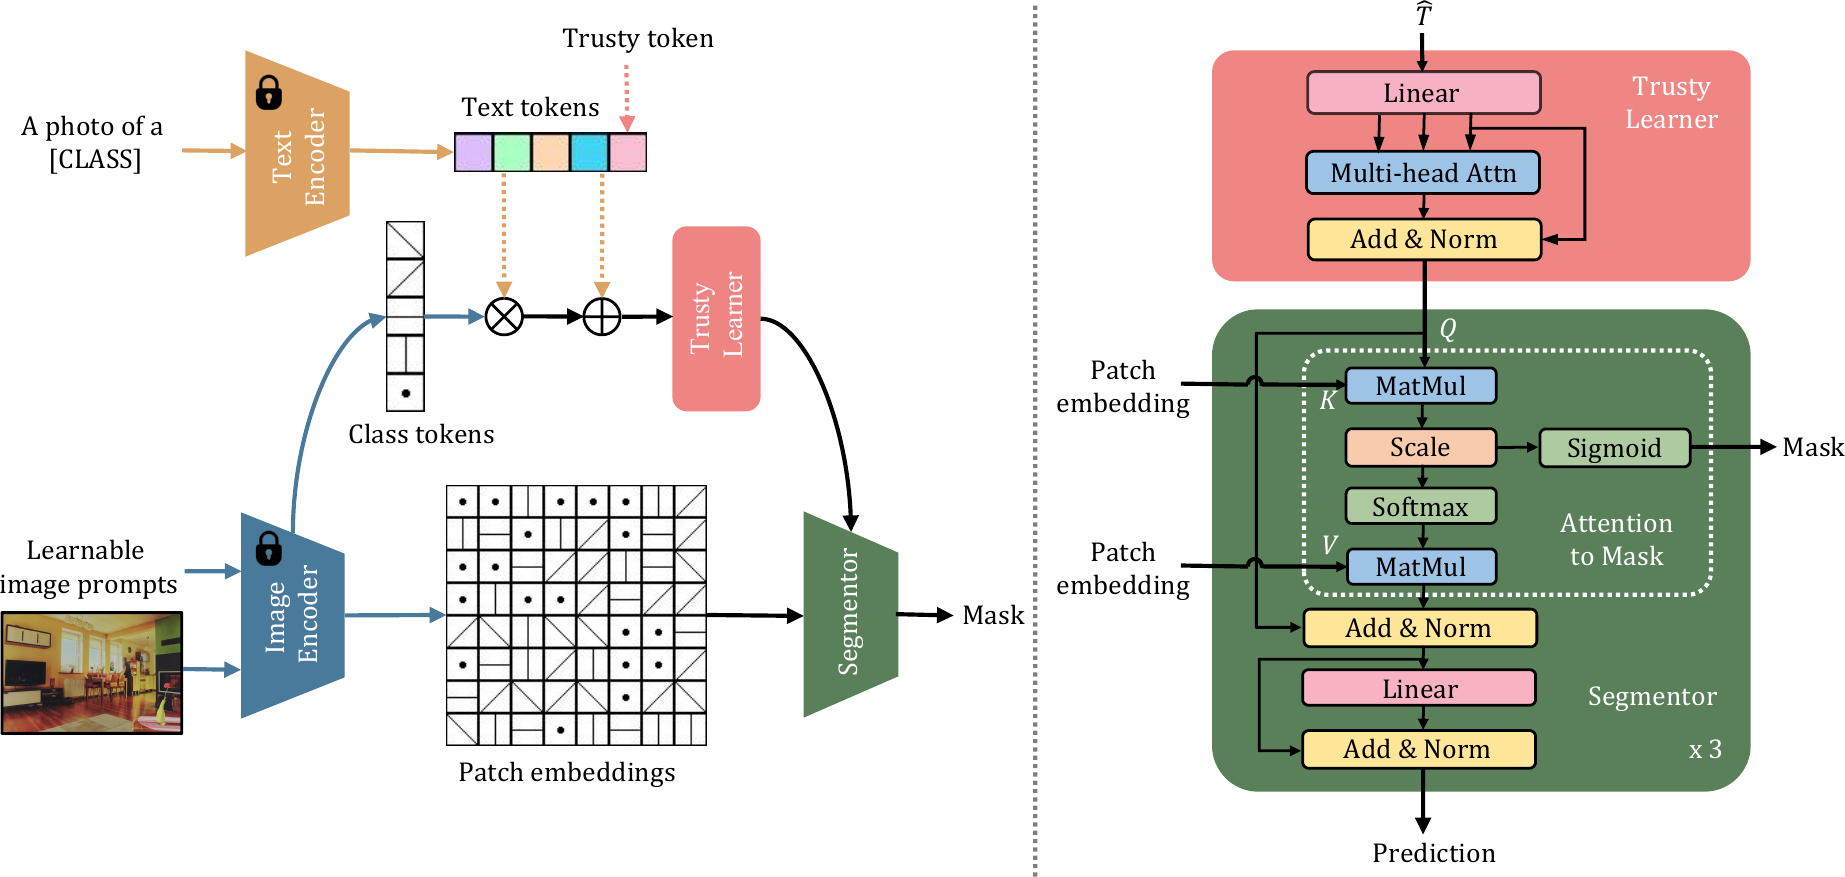 Trusty token
Text tokens
A photo of a
[CLASS]
Text
Encoder
Trusty
Learner
Class tokens
Learnable
image prompts
Image
Encoder
Segmentor
Mask
Patch embeddings
T̂
Linear
Trusty
Learner
Multi-head Attn
Add & Norm
Q
Patch
embedding
K
MatMul
Scale
Sigmoid
Mask
Softmax
Attention
to Mask
Patch
embedding
V
MatMul
Add & Norm
Linear
Segmentor
Add & Norm
x 3
Prediction